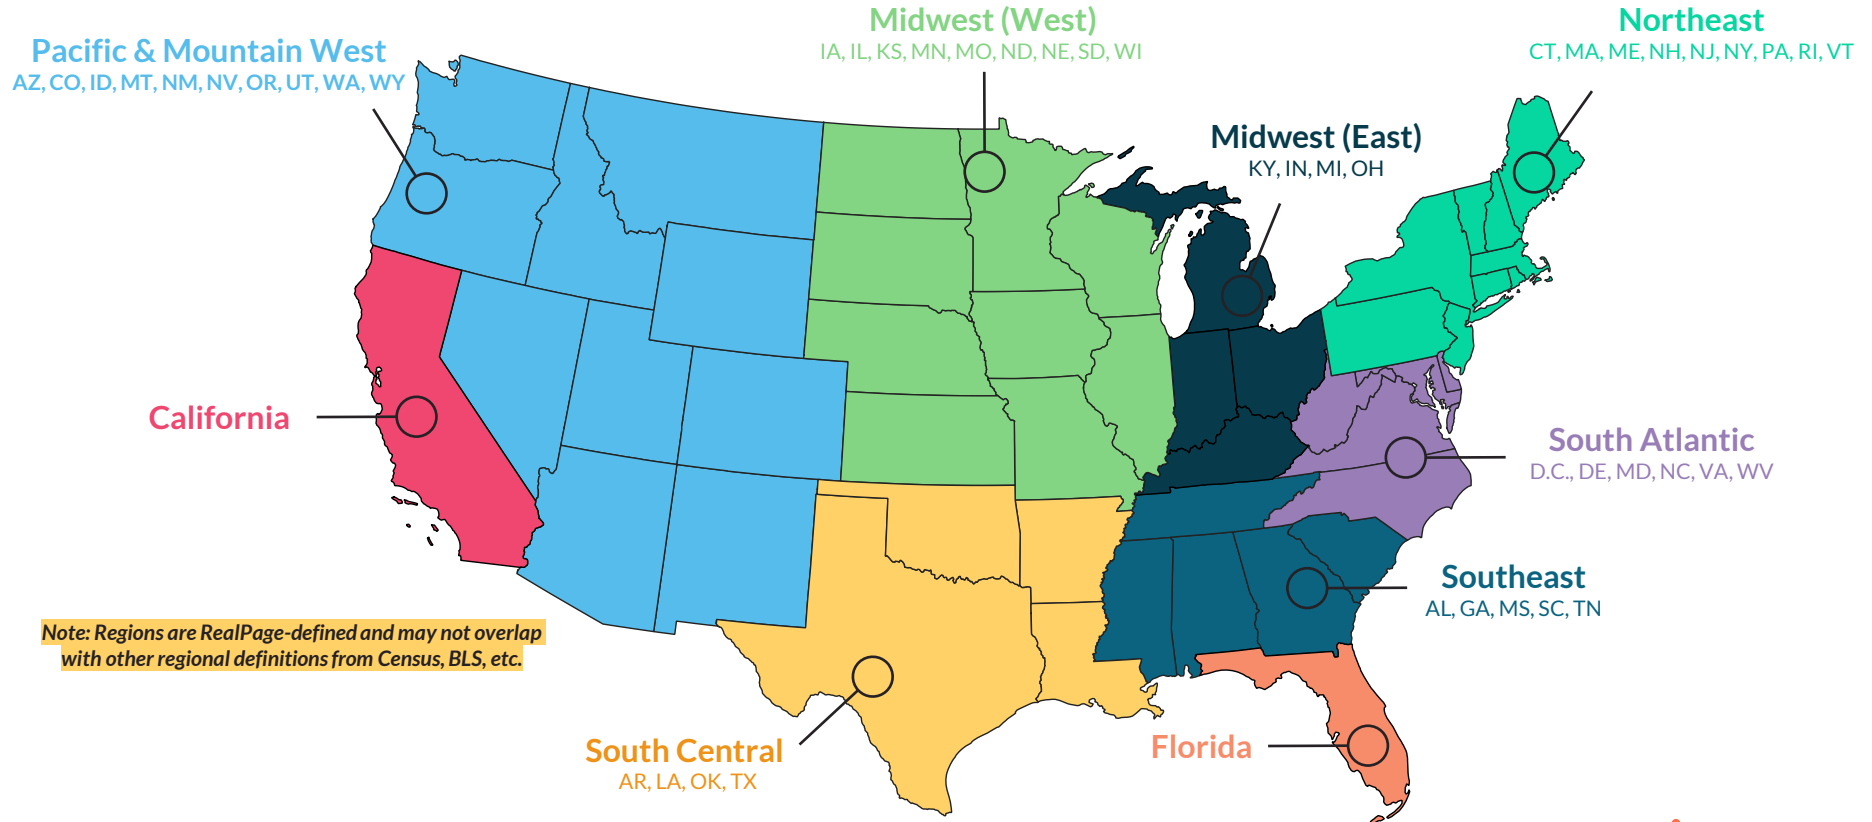 Pacific & Mountain West
AZ, CO, ID, MT, NM, NV, OR, UT, WA, WY
Midwest (West)
IA, IL, KS, MN, MO, ND, NE, SD, WI
Northeast
CT, MA, ME, NH, NJ, NY, PA, RI, VT
Midwest (East)
KY, IN, MI, OH
California
South Atlantic
D.C., DE, MD, NC, VA, WV
Southeast
AL, GA, MS, SC, TN
Note: Regions are RealPage-defined and may not overlap
with other regional definitions from Census, BLS, etc.
South Central
AR, LA, OK, TX
Florida